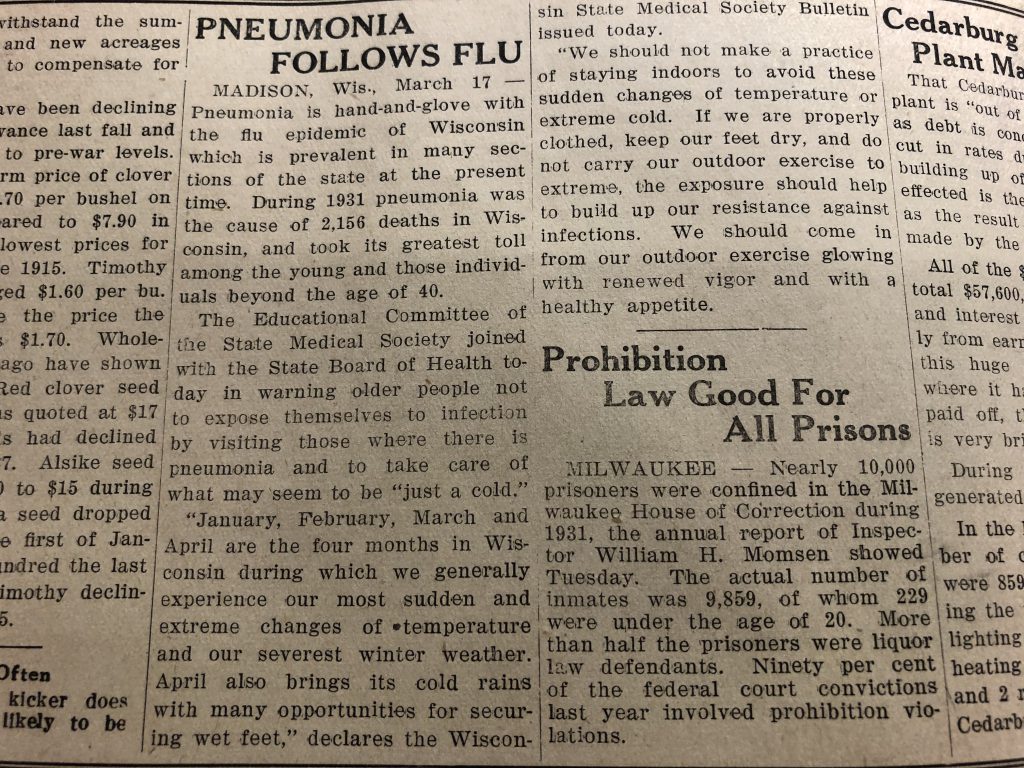 withstand the sum-
and new acreages
to compensate for
have been declining
vance last fall and
to pre-war levels.
rm price of clover
.70 per bushel on
ared to $7.90 in
lowest prices for
e 1915. Timothy
ged $1.60 per bu.
e the price the
s $1.70. Whole-
ago have shown
Red clover seed
s quoted at $17
s had declined
7. Alsike seed
0 to $15 during
a seed dropped
e first of Jan-
undred the last
imothy declin-
5.
Often
kicker does
likely to be
PNEUMONIA
FOLLOWS FLU
MADISON, Wis., March 17 —
Pneumonia is hand-and-glove with
the flu epidemic of Wisconsin
which is prevalent in many sec-
tions of the state at the present
time. During 1931 pneumonia was
the cause of 2,156 deaths in Wis-
consin, and took its greatest toll
among the young and those individ-
uals beyond the age of 40.
The Educational Committee of
the State Medical Society joined
with the State Board of Health to-
day in warning older people not
to expose themselves to infection
by visiting those where there is
pneumonia and to take care of
what may seem to be "just a cold."
"January, February, March and
April are the four months in Wis-
consin during which we generally
experience our most sudden and
extreme changes of temperature
and our severest winter weather.
April also brings its cold rains
with many opportunities for secur-
ing wet feet," declares the Wiscon-
sin State Medical Society Bulletin
issued today.
"We should not make a practice
of staying indoors to avoid these
sudden changes of temperature or
extreme cold. If we are properly
clothed, keep our feet dry, and do
not carry our outdoor exercise to
extreme, the exposure should help
to build up our resistance against
infections. We should come in
from our outdoor exercise glowing
with renewed vigor and with a
healthy appetite.
Prohibition
Law Good For
All Prisons
MILWAUKEE — Nearly 10,000
prisoners were confined in the Mil-
waukee House of Correction during
1931, the annual report of Inspec-
tor William H. Momsen showed
Tuesday. The actual number of
inmates was 9,859, of whom 229
were under the age of 20. More
than half the prisoners were liquor
law defendants. Ninety per cent
of the federal court convictions
last year involved prohibition vio-
lations.
Cedarburg
Plant Ma
That Cedarbur
plant is "out of
as debt is conc
cut in rates d
building up of
effected is the
as the result
made by the
All of the $
total $57,600,
and interest
ly from earn
this huge
where it ha
paid off, t
is very bri
During
generated
In the
ber of c
were 859
ing the
lighting
heating
and 2 r
Cedarb